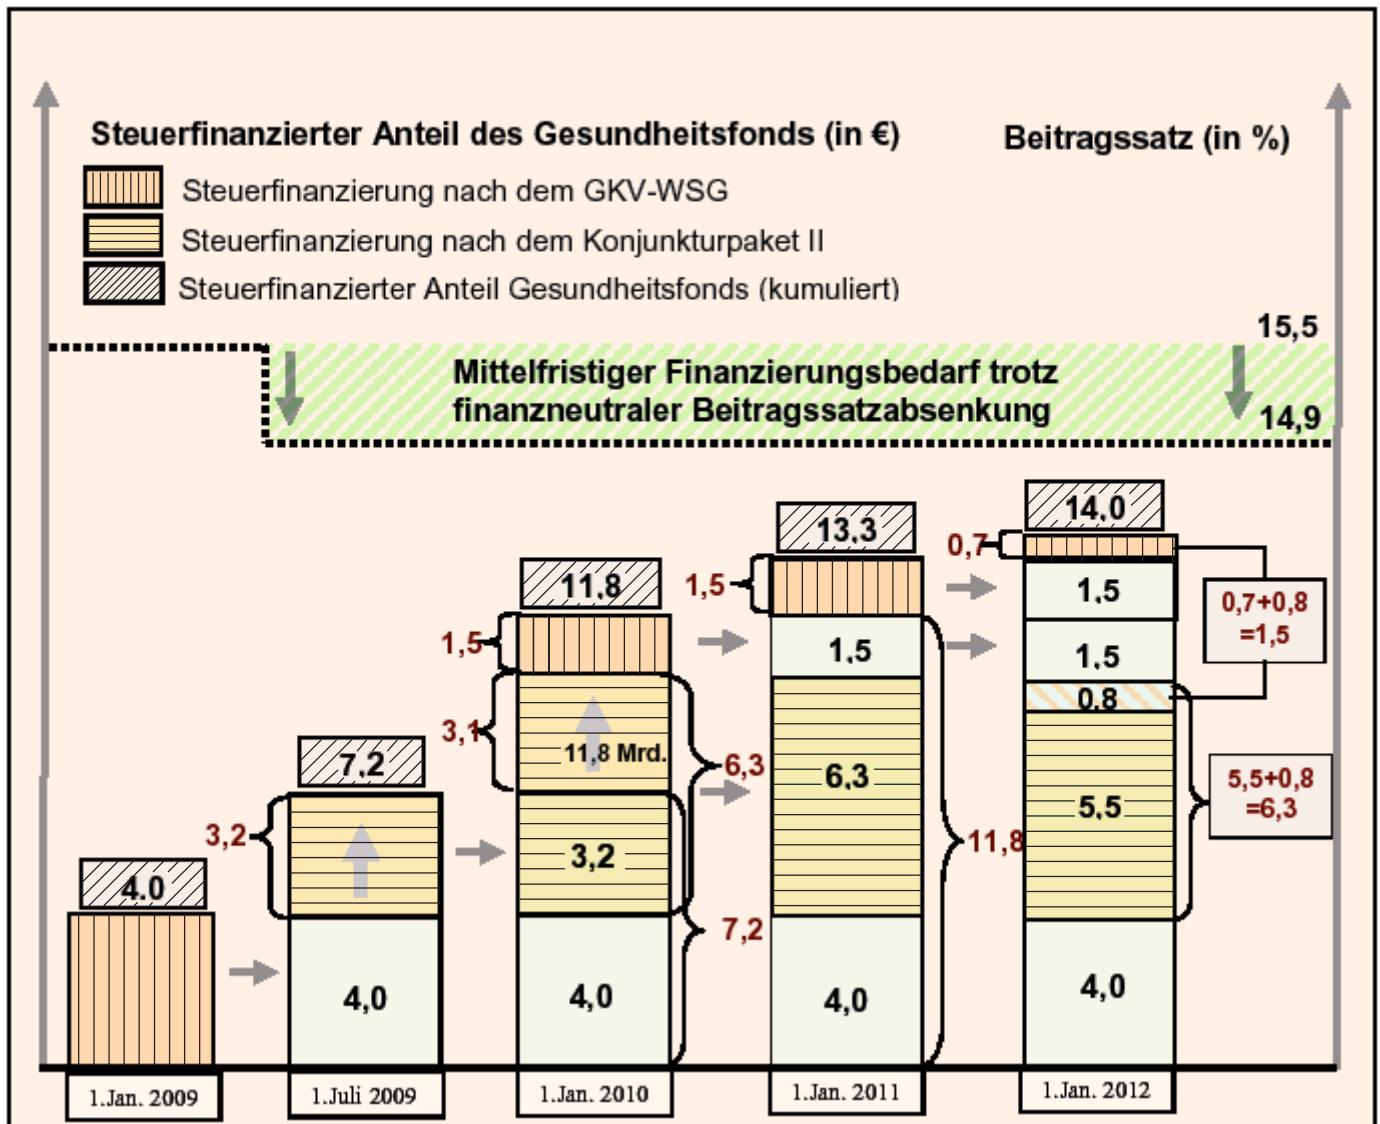 Steuerfinanzierter Anteil des Gesundheitsfonds (in €)
Beitragssatz (in %)
Steuerfinanzierung nach dem GKV-WSG
Steuerfinanzierung nach dem Konjunkturpaket II
Steuerfinanzierter Anteil Gesundheitsfonds (kumuliert)
15,5
Mittelfristiger Finanzierungsbedarf trotz
finanzneutraler Beitragssatzabsenkung
14,9
4.0
1.Jan. 2009
7,2
3,2
4,0
1.Juli 2009
11,8
1,5
3,1
11,8 Mrd.
6,3
3,2
7,2
4,0
1.Jan. 2010
13,3
1,5
1,5
6,3
11,8
4,0
1.Jan. 2011
14,0
0,7
1,5
0,7+0,8
=1,5
1,5
0,8
5,5+0,8
=6,3
5,5
4,0
1.Jan. 2012